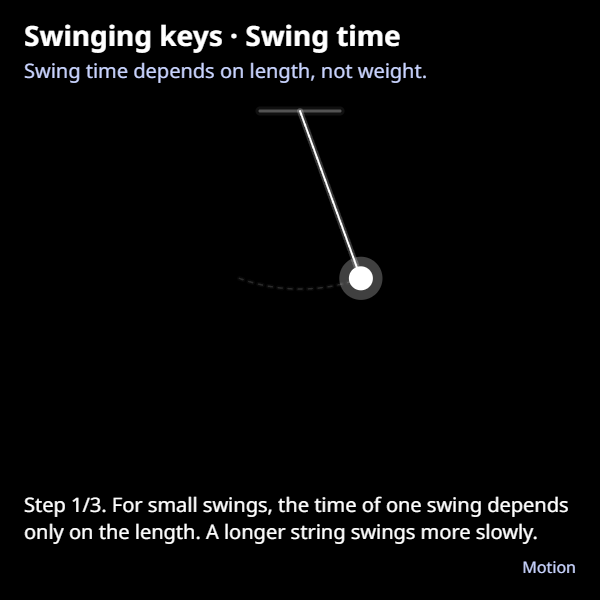 Swinging keys · Swing time
Swing time depends on length, not weight.
Step 1/3. For small swings, the time of one swing depends
only on the length. A longer string swings more slowly.
Motion